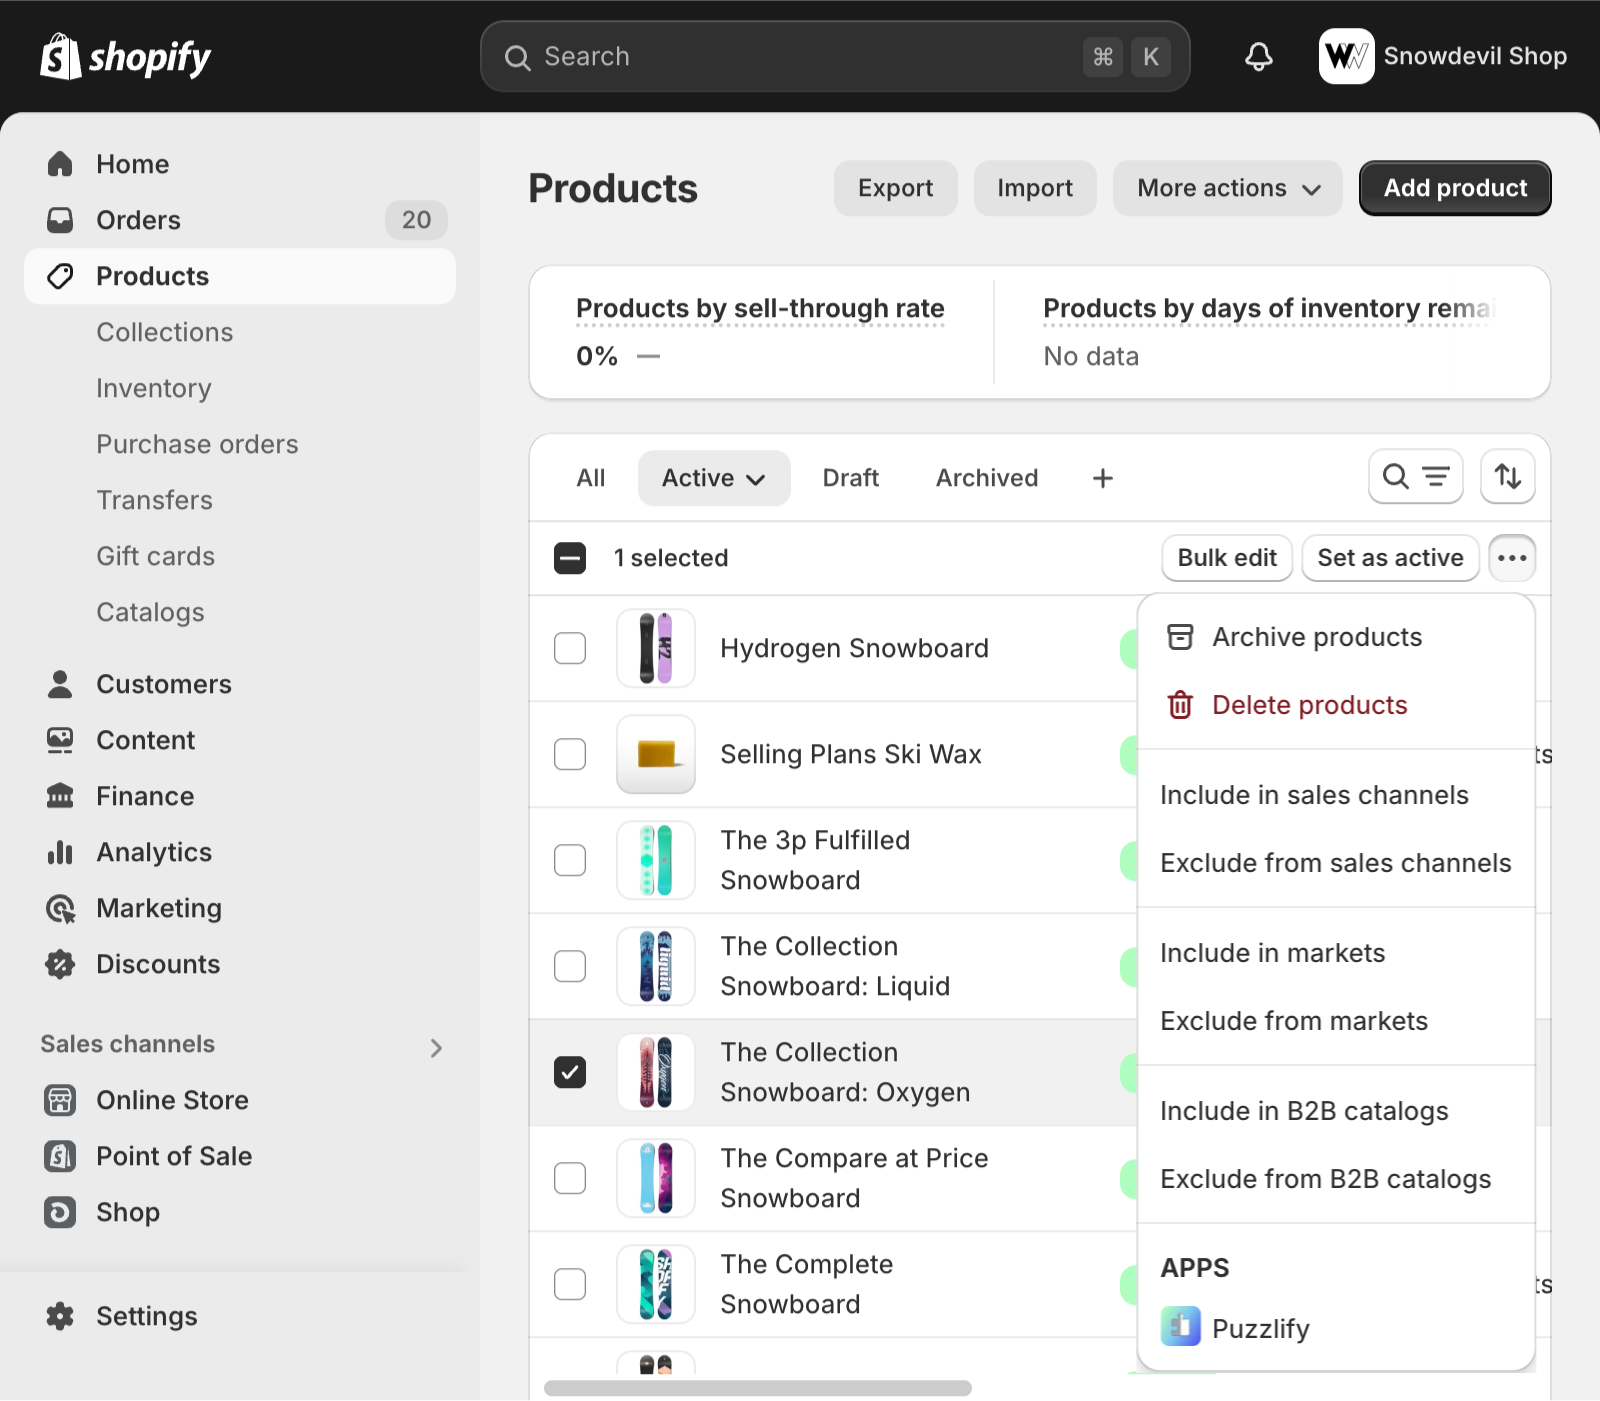 shopify
Search
⌘ K
Snowdevil Shop
Home
Orders 20
Products
Collections
Inventory
Purchase orders
Transfers
Gift cards
Catalogs
Customers
Content
Finance
Analytics
Marketing
Discounts
Sales channels
Online Store
Point of Sale
Shop
Settings
Products
Export Import More actions Add product
Products by sell-through rate
0% —
Products by days of inventory remai
No data
All Active Draft Archived +
1 selected Bulk edit Set as active
Hydrogen Snowboard
Selling Plans Ski Wax
ts
The 3p Fulfilled
Snowboard
The Collection
Snowboard: Liquid
The Collection
Snowboard: Oxygen
The Compare at Price
Snowboard
The Complete
Snowboard
ts
Archive products
Delete products
Include in sales channels
Exclude from sales channels
Include in markets
Exclude from markets
Include in B2B catalogs
Exclude from B2B catalogs
APPS
Puzzlify